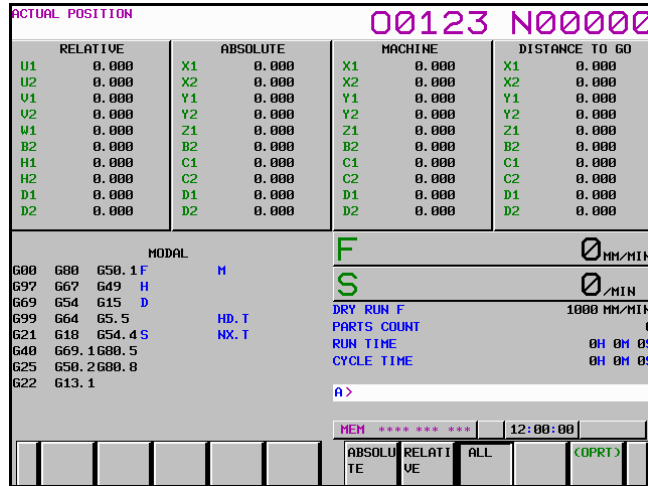 ACTUAL POSITION O0123 N00000
RELATIVE ABSOLUTE MACHINE DISTANCE TO GO
U1 0.000 X1 0.000 X1 0.000 X1 0.000
U2 0.000 X2 0.000 X2 0.000 X2 0.000
V1 0.000 Y1 0.000 Y1 0.000 Y1 0.000
V2 0.000 Y2 0.000 Y2 0.000 Y2 0.000
W1 0.000 Z1 0.000 Z1 0.000 Z1 0.000
B2 0.000 B2 0.000 B2 0.000 B2 0.000
H1 0.000 C1 0.000 C1 0.000 C1 0.000
H2 0.000 C2 0.000 C2 0.000 C2 0.000
D1 0.000 D1 0.000 D1 0.000 D1 0.000
D2 0.000 D2 0.000 D2 0.000 D2 0.000
MODAL
G00 G80 G50.1 F M
G97 G67 G49 H
G69 G54 G15 D
G99 G64 G5.5 HD.T
G21 G18 G54.4 S NX.T
G40 G69.1 G80.5
G25 G50.2 G80.8
G22 G13.1
F 0 MM/MIN
S 0 /MIN
DRY RUN F 1000 MM/MIN
PARTS COUNT
RUN TIME 0H 0M 0S
CYCLE TIME 0H 0M 0S
A>
MEM **** *** *** 12:00:00
ABSOLUTE RELATIVE ALL (OPRT)